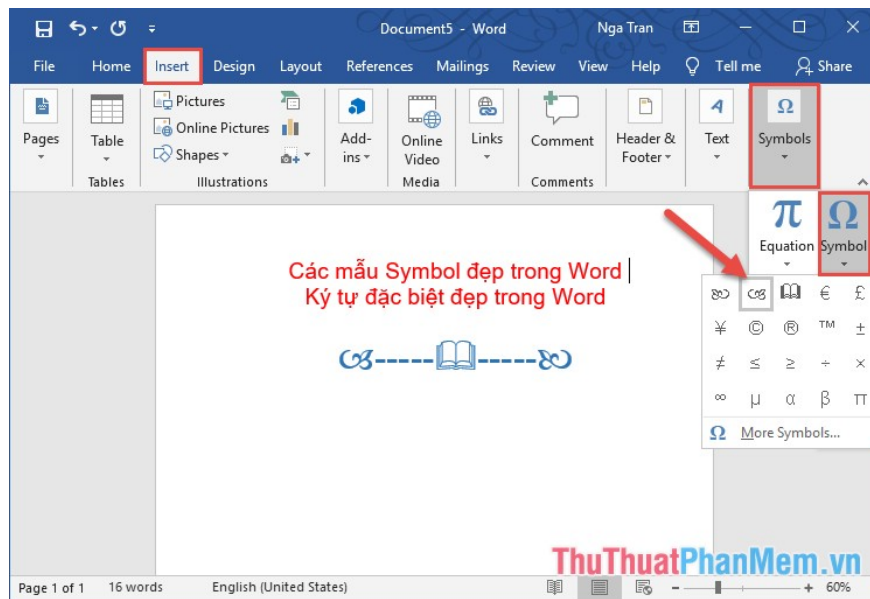 Document5 - Word
Nga Tran
File Home Insert Design Layout References Mailings Review View Help Tell me Share
Pages
Table
Tables
Pictures
Online Pictures
Shapes
Illustrations
Add-
ins
Online
Video
Media
Links
Comment
Comments
Header &
Footer
Text
Symbols
π Ω
Equation Symbol
Các mẫu Symbol đẹp trong Word
Ký tự đặc biệt đẹp trong Word
-----🕮-----
€ £
¥ © ® ™ ±
≠ ≤ ≥ ÷ ×
∞ µ α β π
Ω More Symbols...
ThuThuatPhanMem.vn
Page 1 of 1 16 words English (United States) 60%